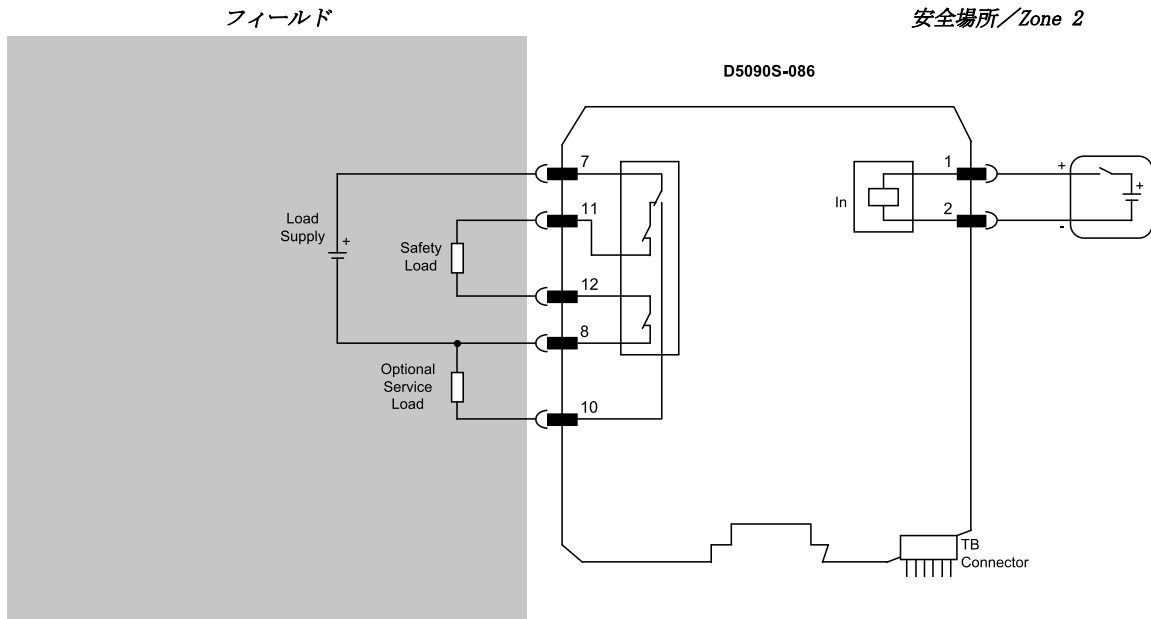 フィールド
安全場所／Zone 2
D5090S-086
7
11
12
8
10
Load
Supply
+
Safety
Load
Optional
Service
Load
In
1
2
+
-
+
TB
Connector